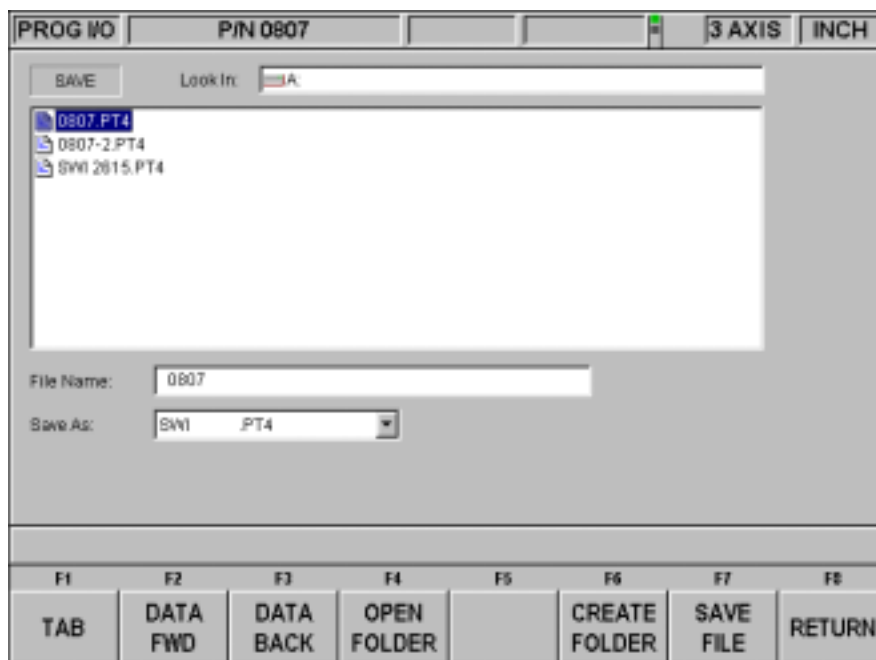 PROG I/O P/N 0807 3 AXIS INCH
SAVE Look In: A:
0807.PT4
0807-2.PT4
SWI 2615.PT4
File Name: 0807
Save As: SWI .PT4
F1 F2 F3 F4 F5 F6 F7 F8
TAB DATA FWD DATA BACK OPEN FOLDER CREATE FOLDER SAVE FILE RETURN